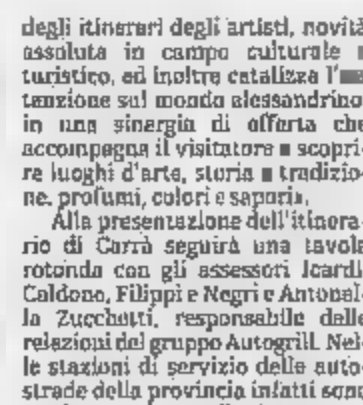 degli itinerari degli artisti, novità
assoluta in campo culturale e
turistico, ed inoltre catalizza l'at-
tenzione sul mondo alessandrino
in una sinergia di offerta che
accompagna il visitatore a scopri-
re luoghi d'arte, storia e tradizio-
ne, profumi, colori e sapori».
Alla presentazione dell'itinera-
rio di Carrà seguirà una tavola
rotonda con gli assessori Icardi,
Caldone, Filippi e Negri e Antonel-
la Zucchotti, responsabile delle
relazioni del gruppo Autogrill. Nel-
le stazioni di servizio delle auto-
strade della provincia infatti sono